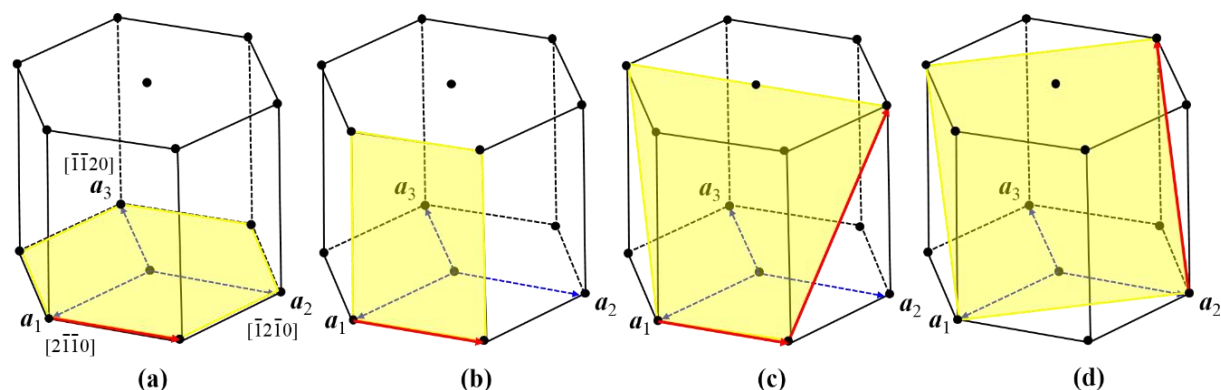 [1̄1̄20]
a₃
a₁
[21̄1̄0]
a₂
[1̄21̄0]
(a)
a₃
a₁
a₂
(b)
a₃
a₁
a₂
(c)
a₃
a₁
a₂
(d)